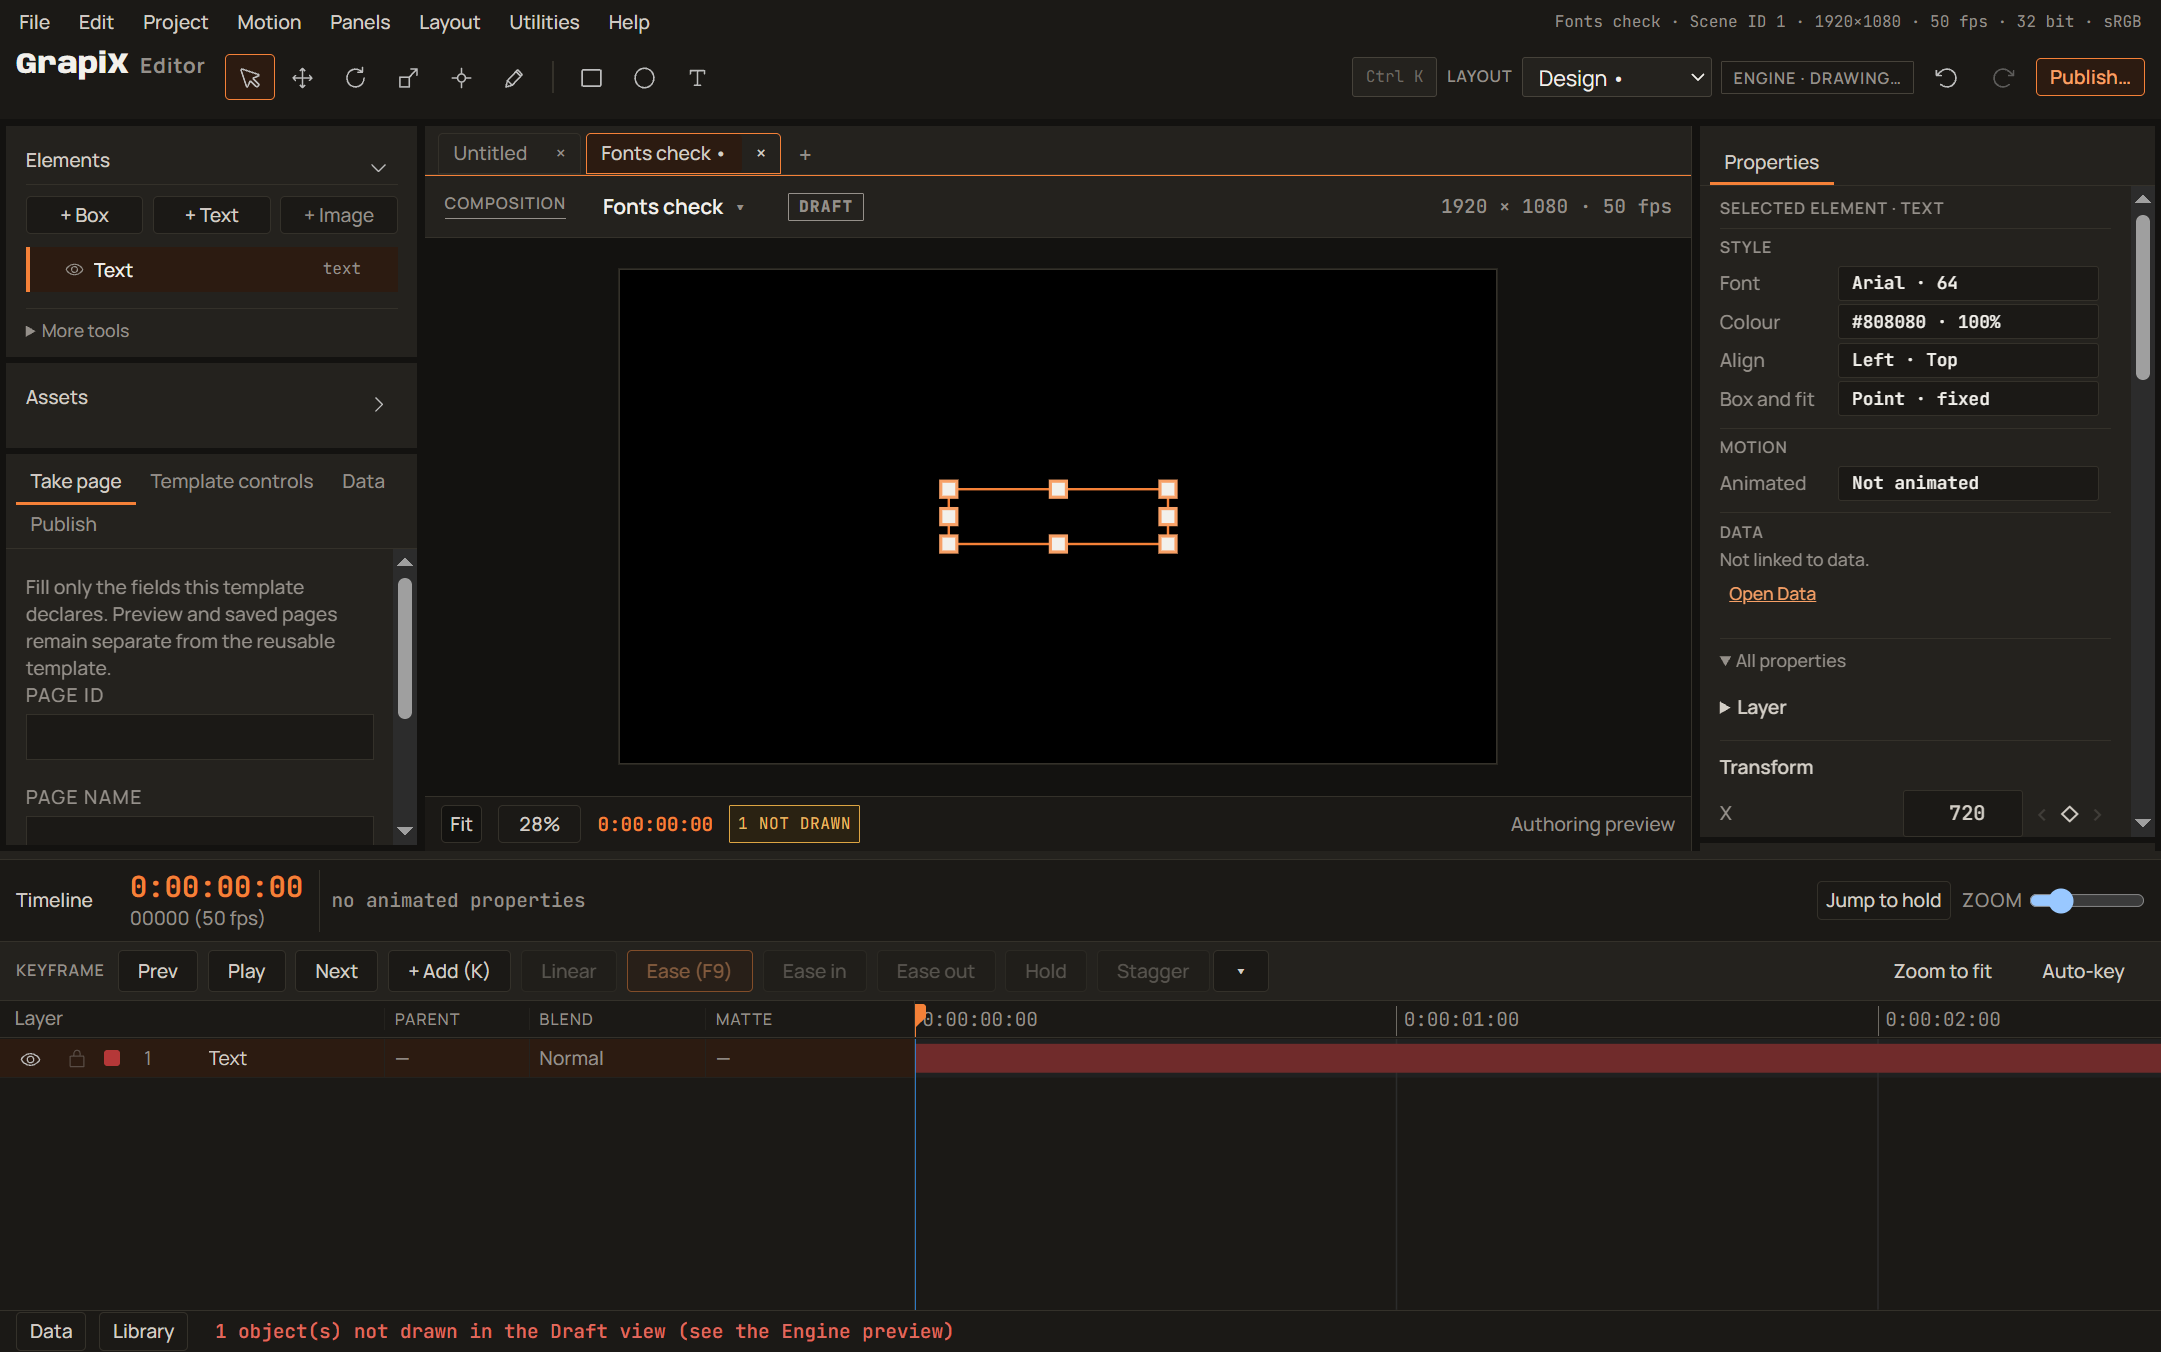 File Edit Project Motion Panels Layout Utilities Help
Fonts check · Scene ID 1 · 1920×1080 · 50 fps · 32 bit · sRGB
GrapiX Editor
T
Ctrl K LAYOUT Design • ENGINE · DRAWING… Publish…
Elements
+ Box + Text + Image
Text text
More tools
Assets
Take page Template controls Data
Publish
Fill only the fields this template
declares. Preview and saved pages
remain separate from the reusable
template.
PAGE ID
PAGE NAME
Untitled × Fonts check • × +
COMPOSITION Fonts check DRAFT 1920 × 1080 · 50 fps
Fit 28% 0:00:00:00 1 NOT DRAWN Authoring preview
Properties
SELECTED ELEMENT · TEXT
STYLE
Font Arial · 64
Colour #808080 · 100%
Align Left · Top
Box and fit Point · fixed
MOTION
Animated Not animated
DATA
Not linked to data.
Open Data
All properties
Layer
Transform
X 720
Timeline 0:00:00:00 no animated properties Jump to hold ZOOM
00000 (50 fps)
KEYFRAME Prev Play Next + Add (K) Linear Ease (F9) Ease in Ease out Hold Stagger Zoom to fit Auto-key
Layer PARENT BLEND MATTE 0:00:00:00 0:00:01:00 0:00:02:00
1 Text — Normal —
Data Library 1 object(s) not drawn in the Draft view (see the Engine preview)